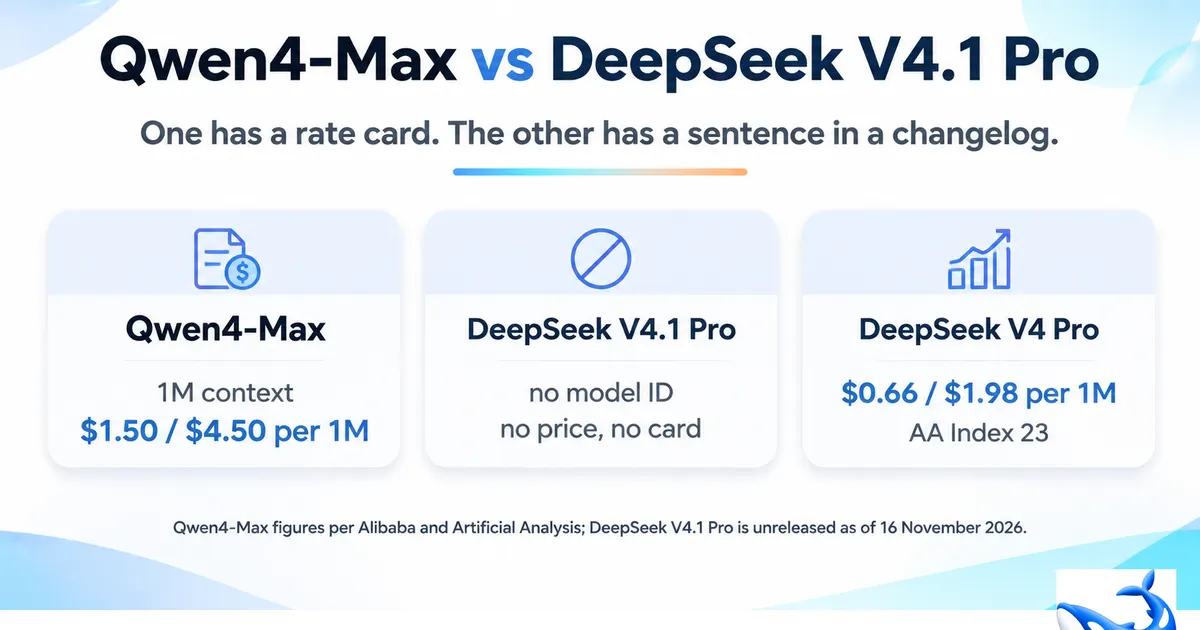 Qwen4-Max vs DeepSeek V4.1 Pro
One has a rate card. The other has a sentence in a changelog.
$
Qwen4-Max
1M context
$1.50 / $4.50 per 1M
DeepSeek V4.1 Pro
no model ID
no price, no card
DeepSeek V4 Pro
$0.66 / $1.98 per 1M
AA Index 23
Qwen4-Max figures per Alibaba and Artificial Analysis; DeepSeek V4.1 Pro is unreleased as of 16 November 2026.